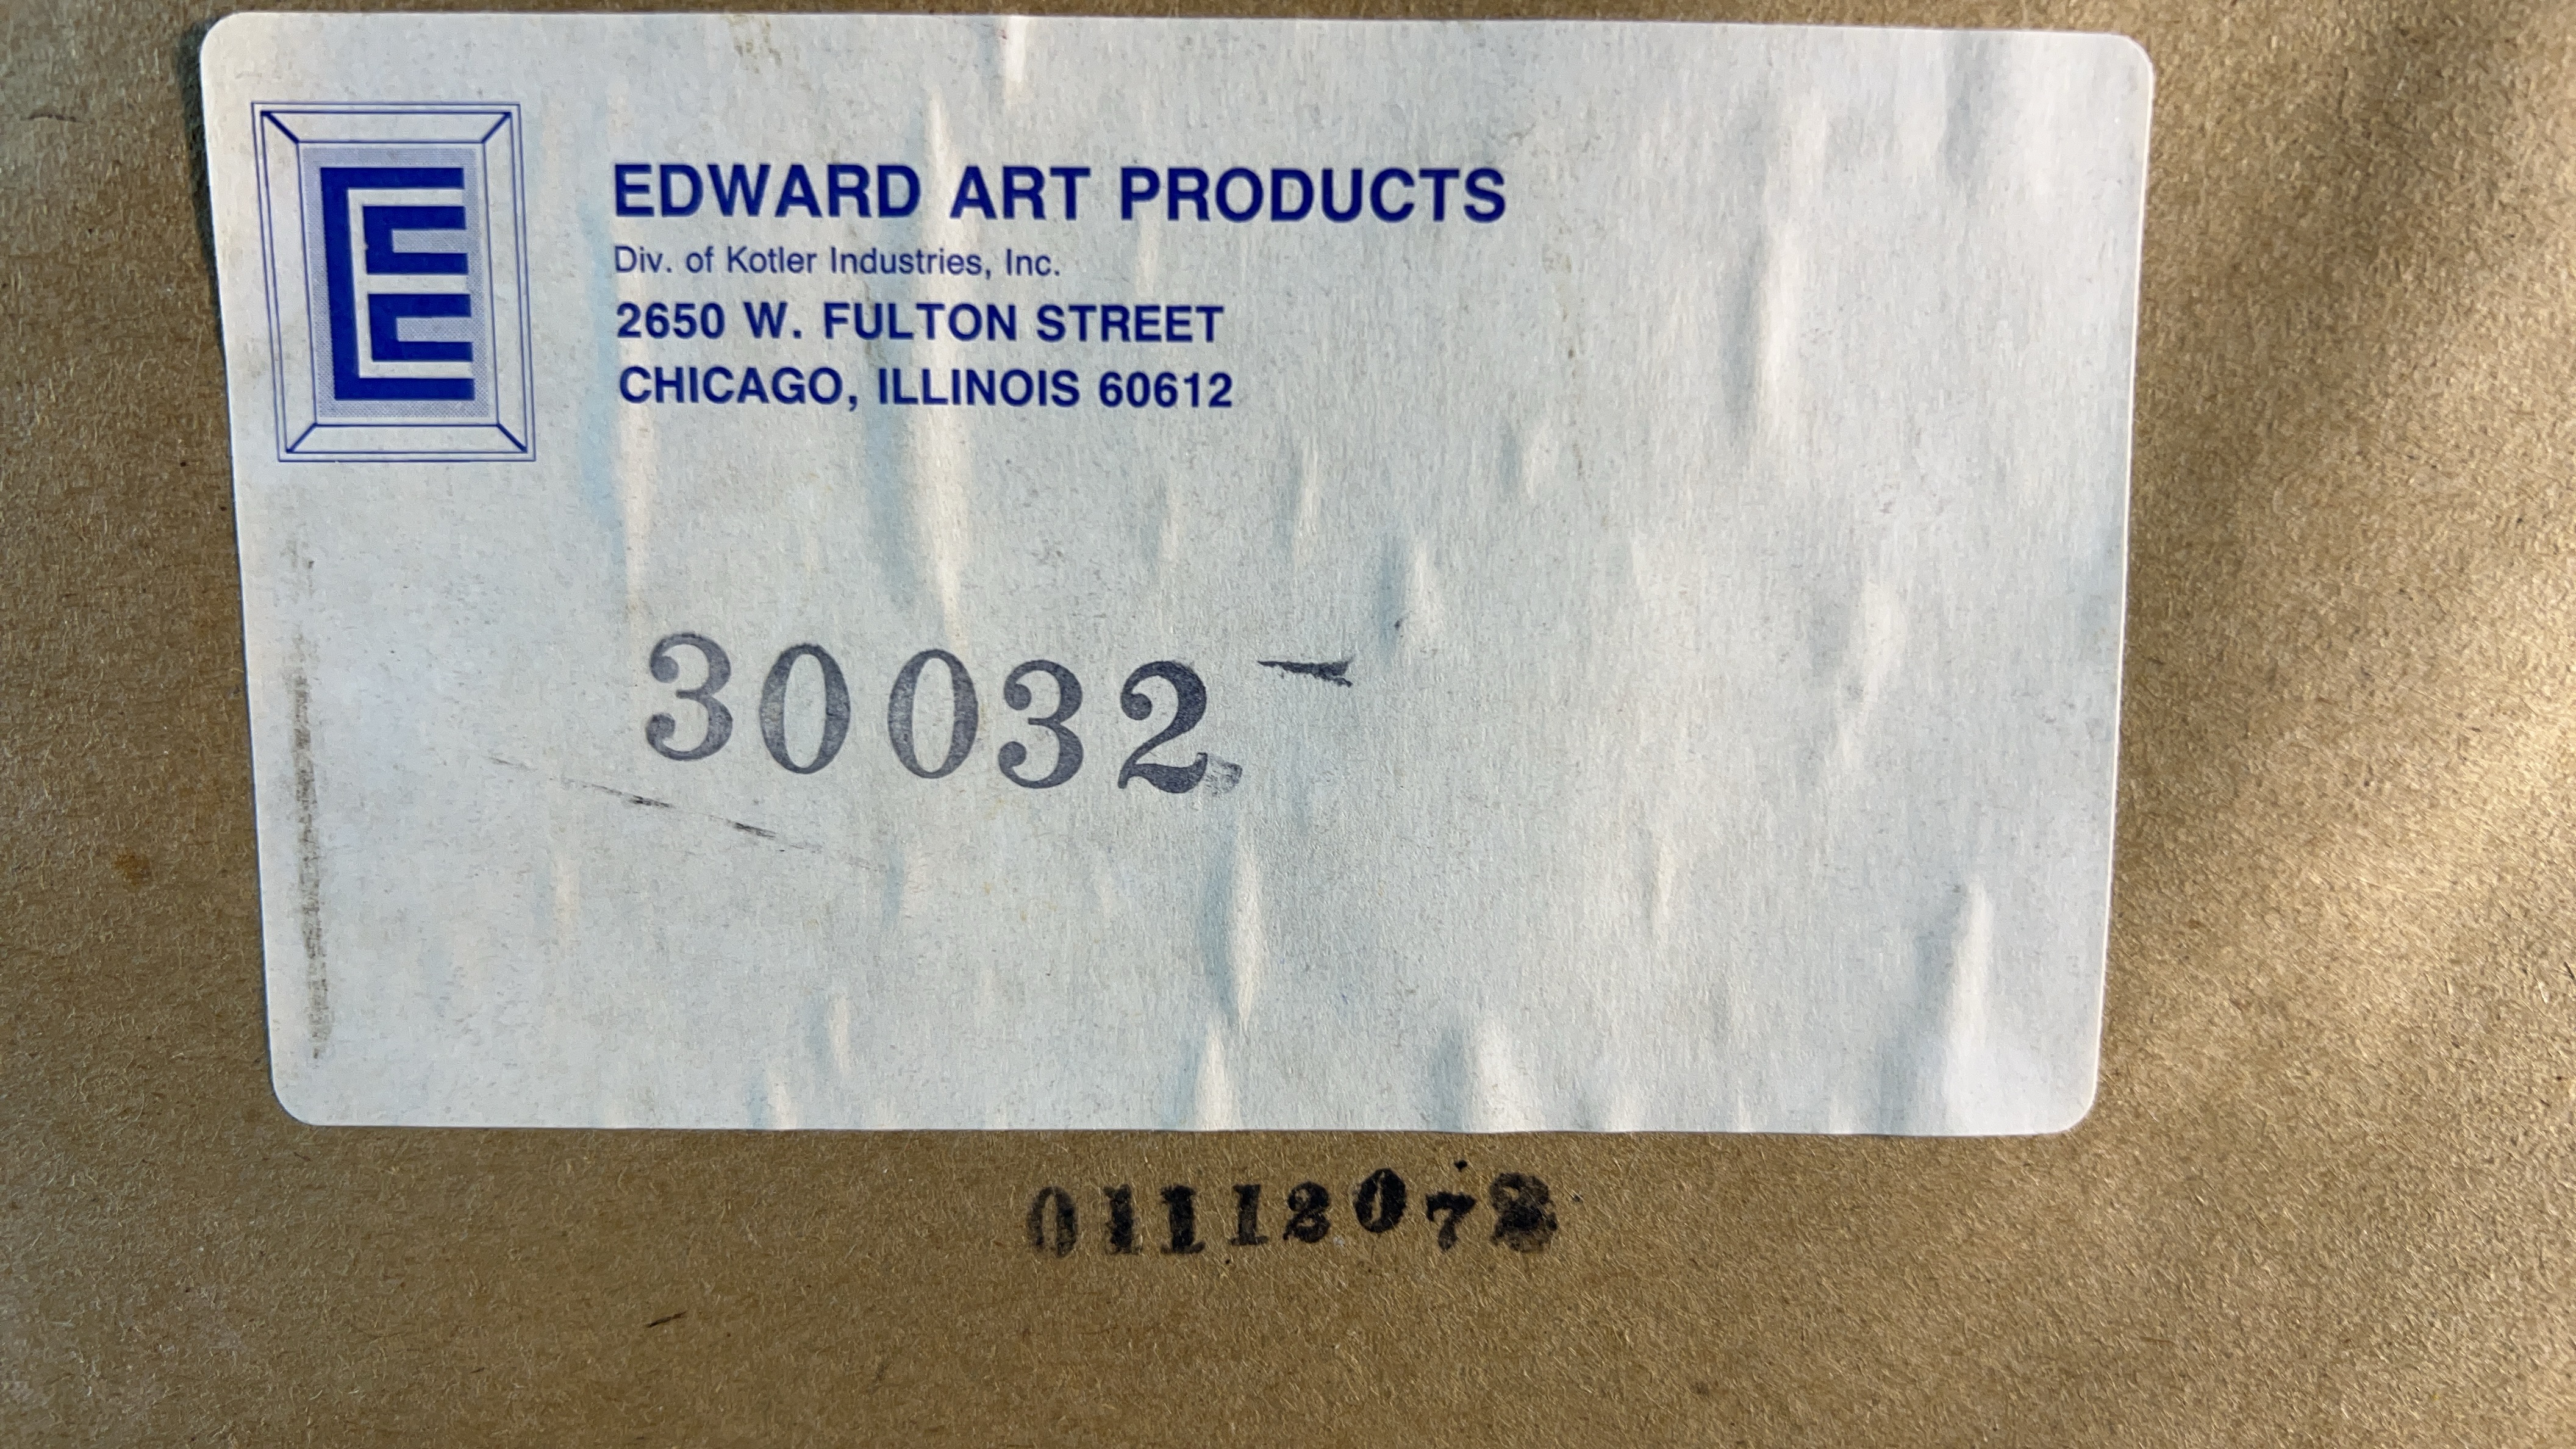 E
EDWARD ART PRODUCTS
Div. of Kotler Industries, Inc.
2650 W. FULTON STREET
CHICAGO, ILLINOIS 60612
30032